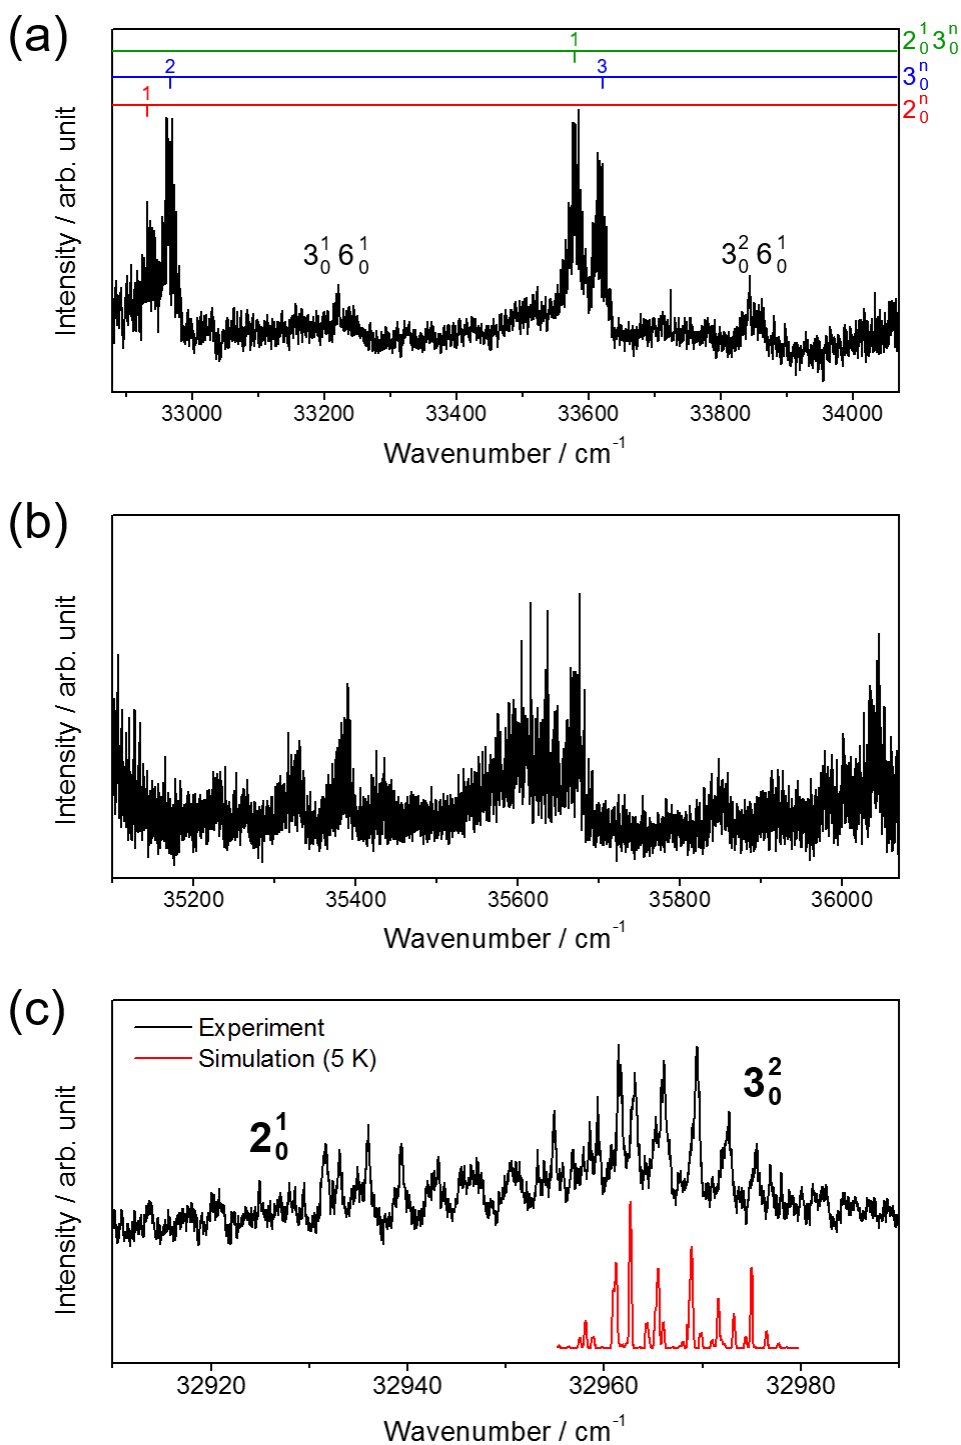 (a)
1
2_0^1 3_0^n
2
3
3_0^n
1
2_0^n
3_0^1 6_0^1
3_0^2 6_0^1
Intensity / arb. unit
33000 33200 33400 33600 33800 34000
Wavenumber / cm^-1
(b)
Intensity / arb. unit
35200 35400 35600 35800 36000
Wavenumber / cm^-1
(c)
Experiment
Simulation (5 K)
3_0^2
2_0^1
Intensity / arb. unit
32920 32940 32960 32980
Wavenumber / cm^-1